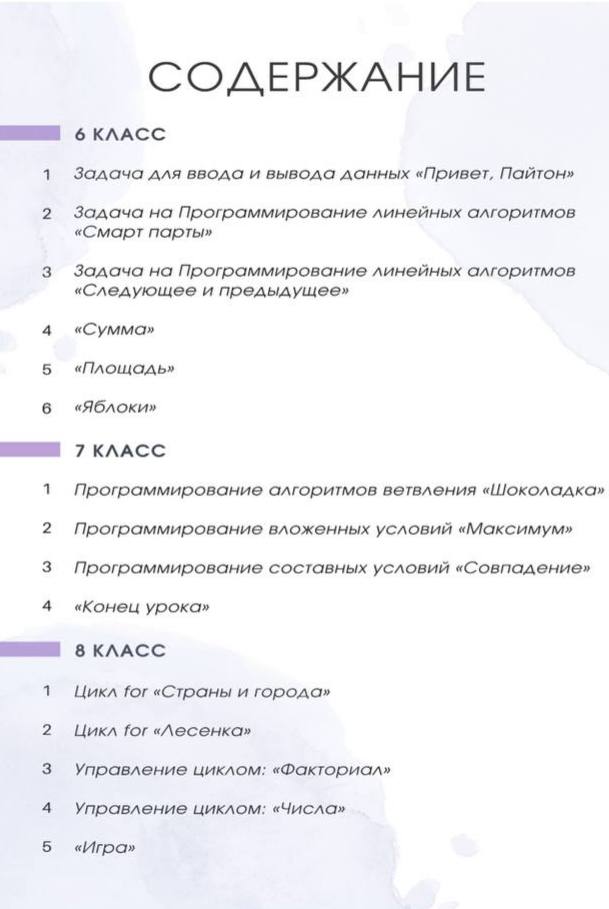 СОДЕРЖАНИЕ
6 КЛАСС
1 Задача для ввода и вывода данных «Привет, Пайтон»
2 Задача на Программирование линейных алгоритмов
«Смарт парты»
3 Задача на Программирование линейных алгоритмов
«Следующее и предыдущее»
4 «Сумма»
5 «Площадь»
6 «Яблоки»
7 КЛАСС
1 Программирование алгоритмов ветвления «Шоколадка»
2 Программирование вложенных условий «Максимум»
3 Программирование составных условий «Совпадение»
4 «Конец урока»
8 КЛАСС
1 Цикл for «Страны и города»
2 Цикл for «Лесенка»
3 Управление циклом: «Факториал»
4 Управление циклом: «Числа»
5 «Игра»